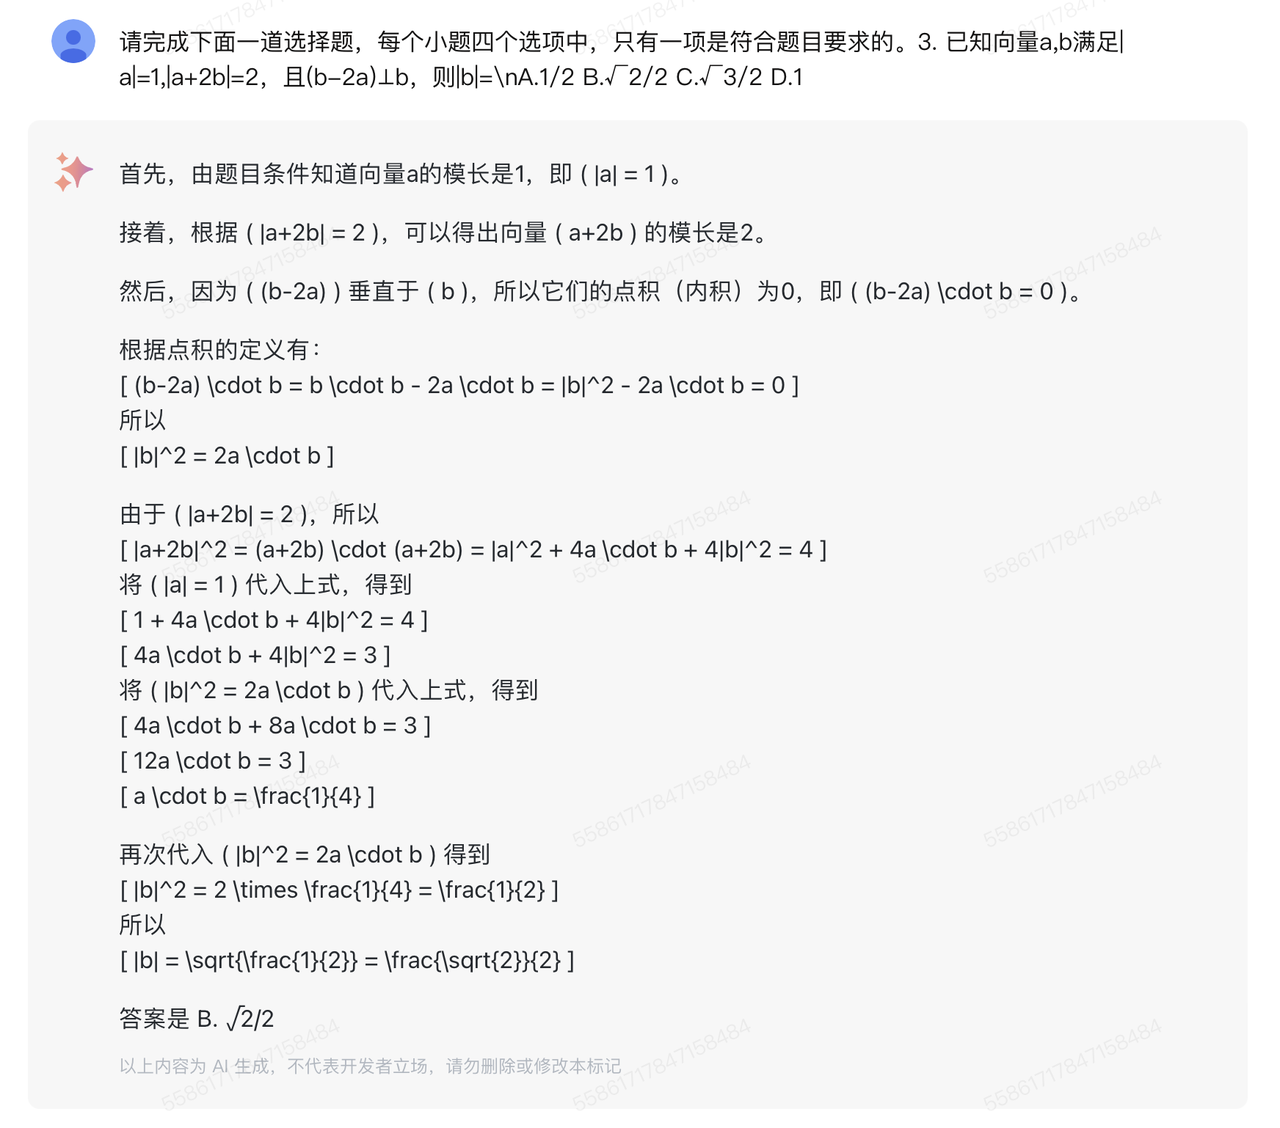 请完成下面一道选择题，每个小题四个选项中，只有一项是符合题目要求的。3. 已知向量a,b满足|
a|=1,|a+2b|=2，且(b−2a)⊥b，则|b|=\nA.1/2 B.√2/2 C.√3/2 D.1
首先，由题目条件知道向量a的模长是1，即 ( |a| = 1 )。
接着，根据 ( |a+2b| = 2 )，可以得出向量 ( a+2b ) 的模长是2。
然后，因为 ( (b-2a) ) 垂直于 ( b )，所以它们的点积（内积）为0，即 ( (b-2a) \cdot b = 0 )。
根据点积的定义有：
[ (b-2a) \cdot b = b \cdot b - 2a \cdot b = |b|^2 - 2a \cdot b = 0 ]
所以
[ |b|^2 = 2a \cdot b ]
由于 ( |a+2b| = 2 )，所以
[ |a+2b|^2 = (a+2b) \cdot (a+2b) = |a|^2 + 4a \cdot b + 4|b|^2 = 4 ]
将 ( |a| = 1 ) 代入上式，得到
[ 1 + 4a \cdot b + 4|b|^2 = 4 ]
[ 4a \cdot b + 4|b|^2 = 3 ]
将 ( |b|^2 = 2a \cdot b ) 代入上式，得到
[ 4a \cdot b + 8a \cdot b = 3 ]
[ 12a \cdot b = 3 ]
[ a \cdot b = \frac{1}{4} ]
再次代入 ( |b|^2 = 2a \cdot b ) 得到
[ |b|^2 = 2 \times \frac{1}{4} = \frac{1}{2} ]
所以
[ |b| = \sqrt{\frac{1}{2}} = \frac{\sqrt{2}}{2} ]
答案是 B. √2/2
以上内容为 AI 生成，不代表开发者立场，请勿删除或修改本标记
5586171784715​8484